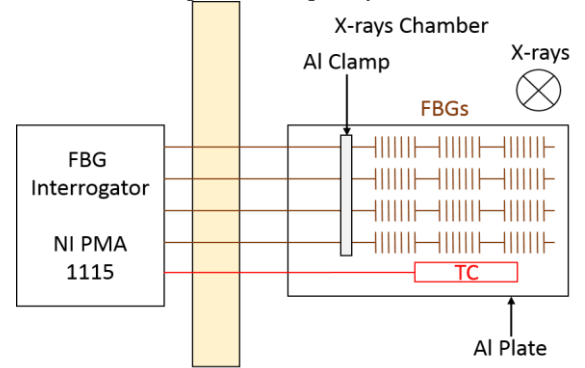 X-rays Chamber
X-rays
Al Clamp
FBGs
FBG
Interrogator
NI PMA
1115
TC
Al Plate